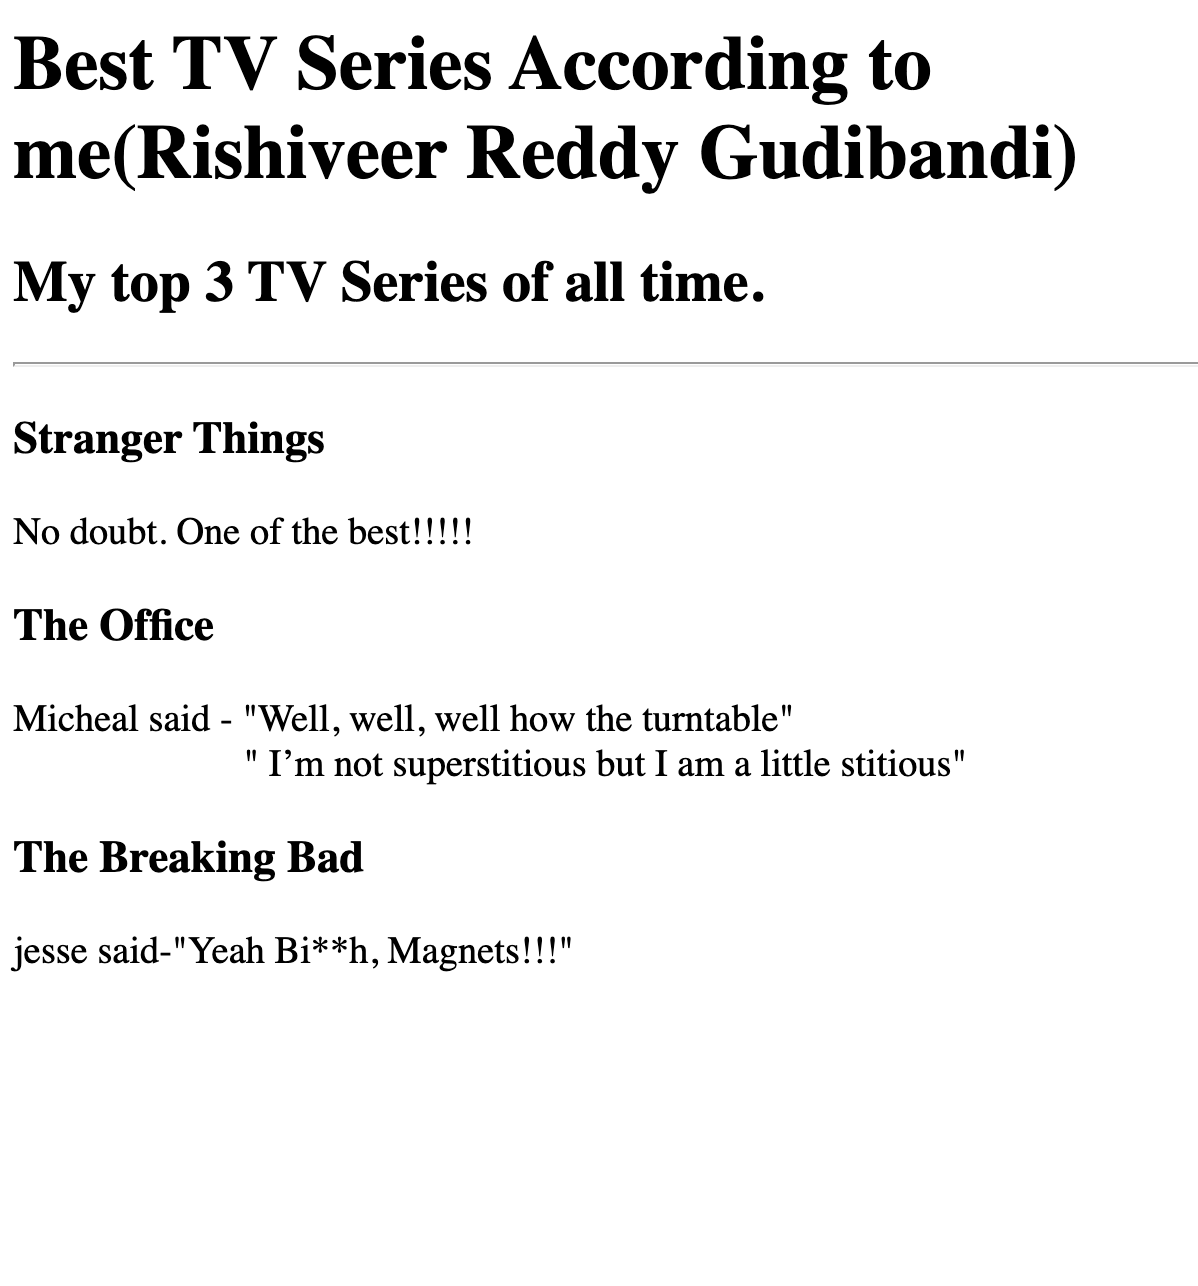 Best TV Series According to
me(Rishiveer Reddy Gudibandi)
My top 3 TV Series of all time.
Stranger Things
No doubt. One of the best!!!!!
The Office
Micheal said - "Well, well, well how the turntable"
" I’m not superstitious but I am a little stitious"
The Breaking Bad
jesse said-"Yeah Bi**h, Magnets!!!"